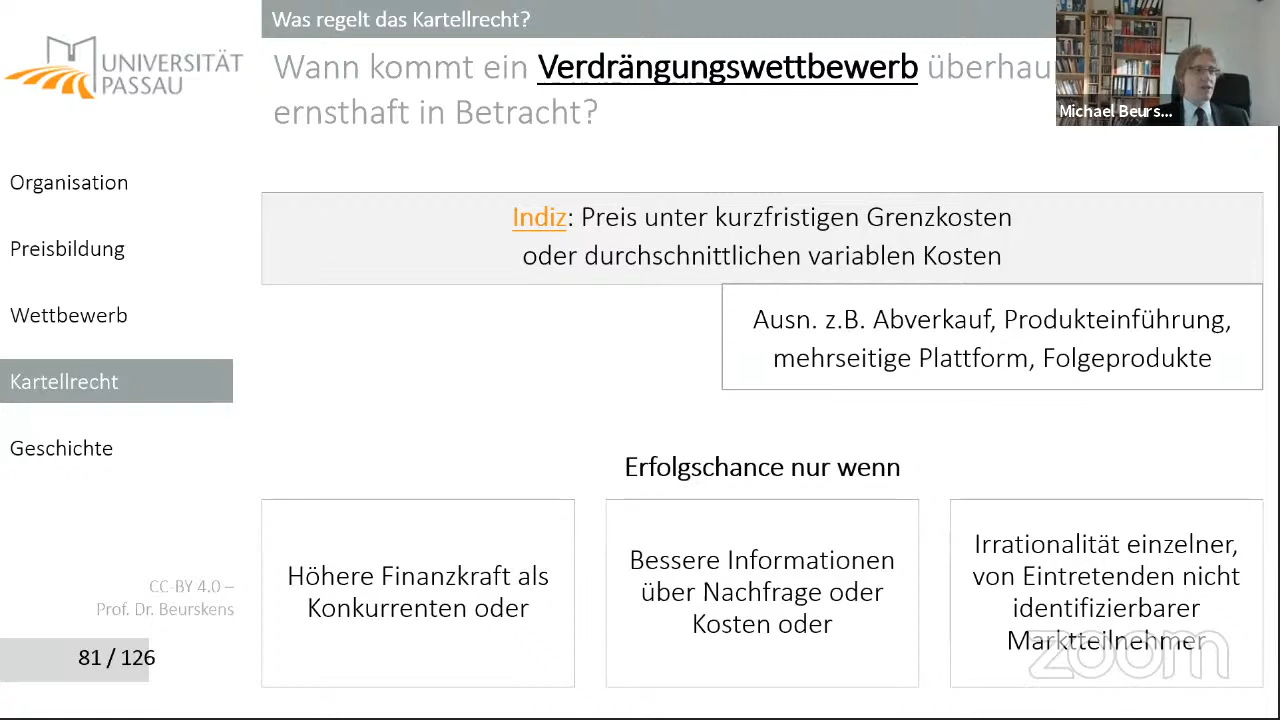 Was regelt das Kartellrecht?
UNIVERSITÄT
PASSAU
Wann kommt ein Verdrängungswettbewerb überhau
ernsthaft in Betracht?
Michael Beurs...
Organisation
Preisbildung
Wettbewerb
Kartellrecht
Geschichte
Indiz: Preis unter kurzfristigen Grenzkosten
oder durchschnittlichen variablen Kosten
Ausn. z.B. Abverkauf, Produkteinführung,
mehrseitige Plattform, Folgeprodukte
Erfolgschance nur wenn
Höhere Finanzkraft als
Konkurrenten oder
Bessere Informationen
über Nachfrage oder
Kosten oder
Irrationalität einzelner,
von Eintretenden nicht
identifizierbarer
Marktteilnehmer
CC-BY 4.0 –
Prof. Dr. Beurskens
81 / 126
zoom